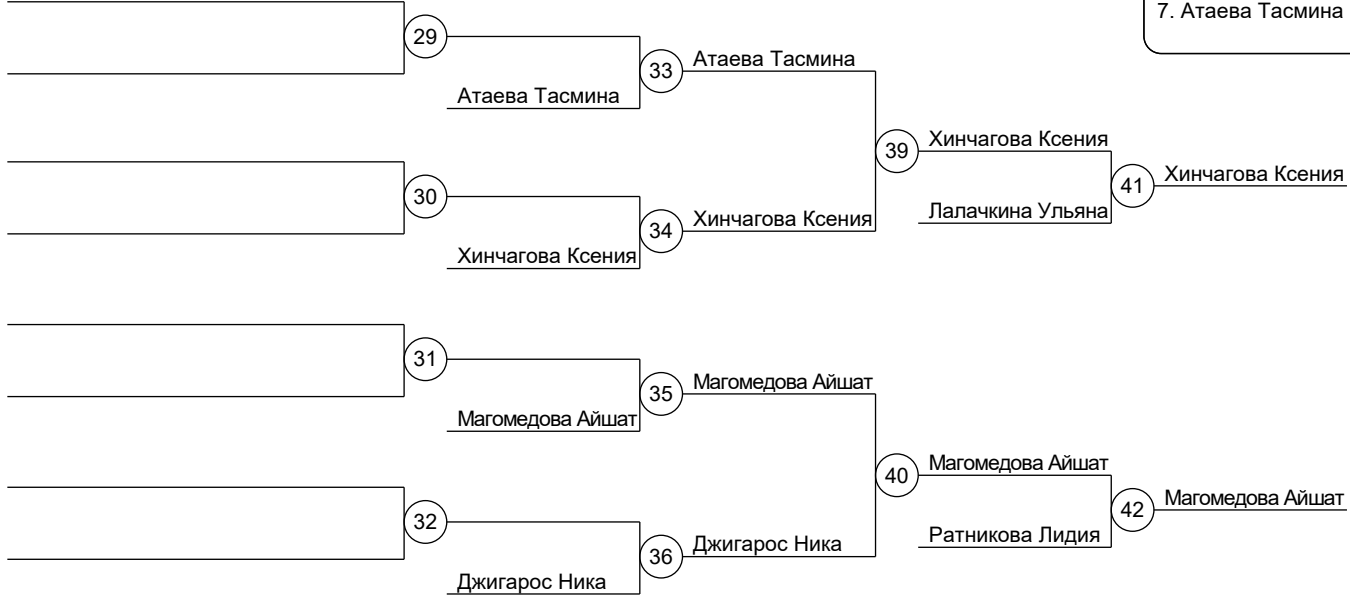 7. Атаева Тасмина
29
33
Атаева Тасмина
Атаева Тасмина
39
Хинчагова Ксения
41
Хинчагова Ксения
30
34
Хинчагова Ксения
Лалачкина Ульяна
Хинчагова Ксения
31
35
Магомедова Айшат
Магомедова Айшат
40
Магомедова Айшат
42
Магомедова Айшат
32
36
Джигарос Ника
Ратникова Лидия
Джигарос Ника